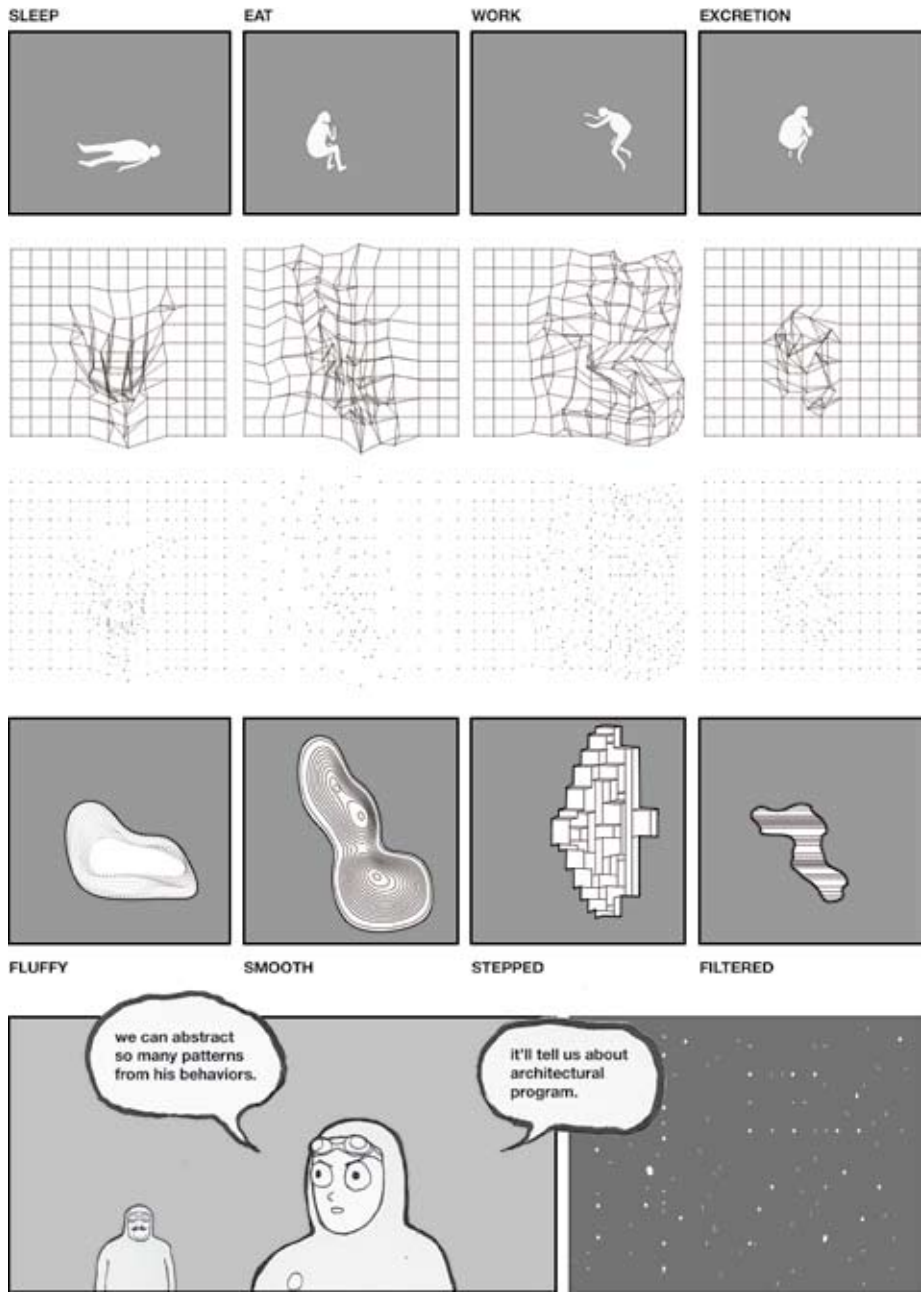 SLEEP EAT WORK EXCRETION
FLUFFY SMOOTH STEPPED FILTERED
we can abstract
so many patterns
from his behaviors.
it'll tell us about
architectural
program.